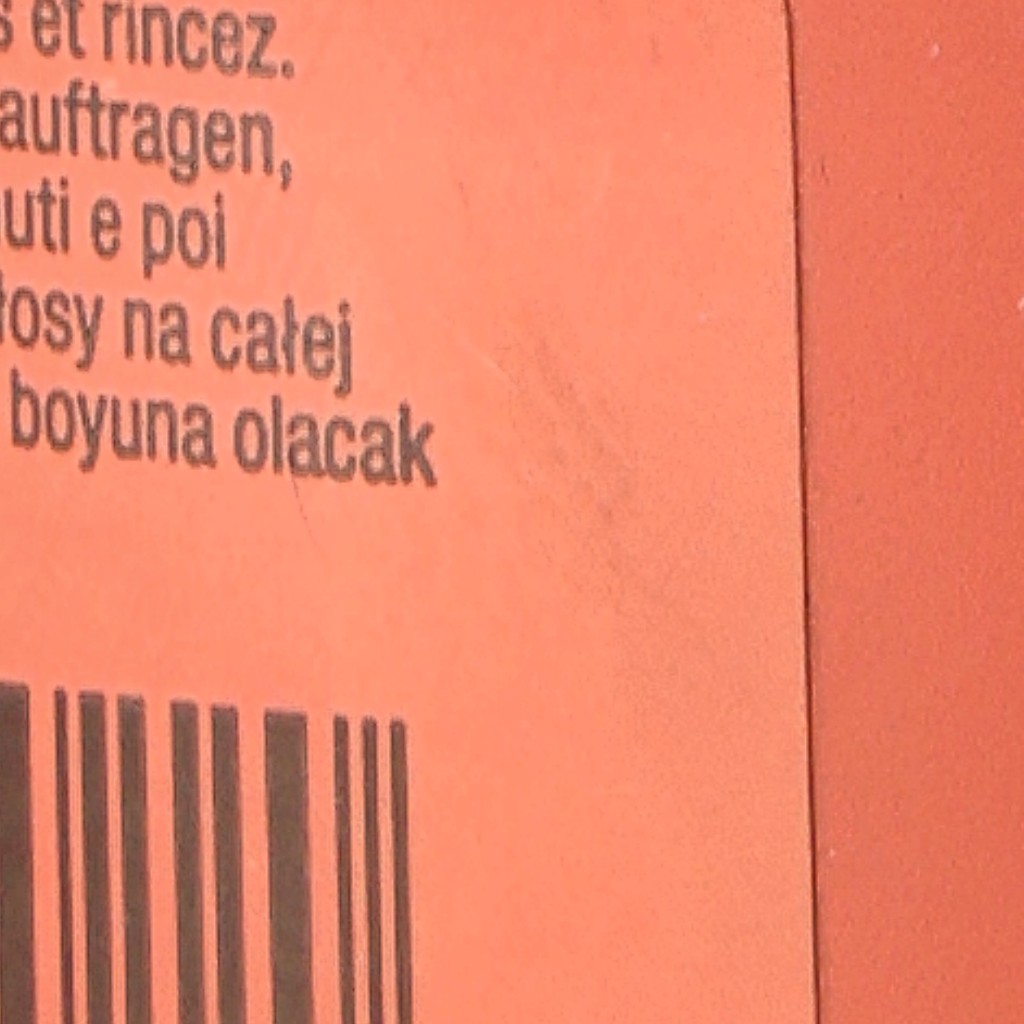 s et rincez.
auftragen,
uti e poi
łosy na całej
boyuna olacak